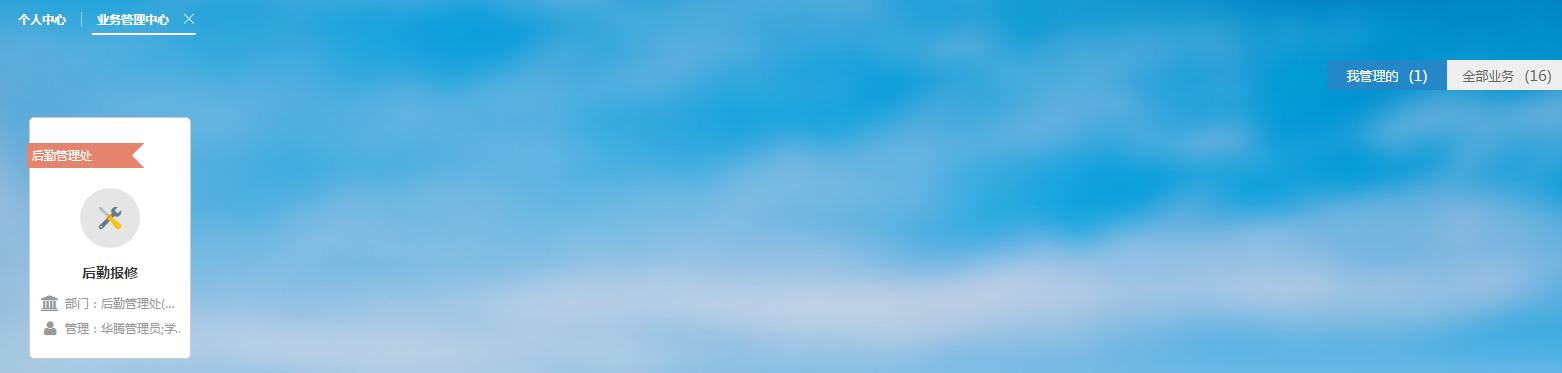 个人中心 业务管理中心
我管理的 (1) 全部业务 (16)
后勤管理处
后勤报修
部门：后勤管理处(...
管理：华腾管理员;学..